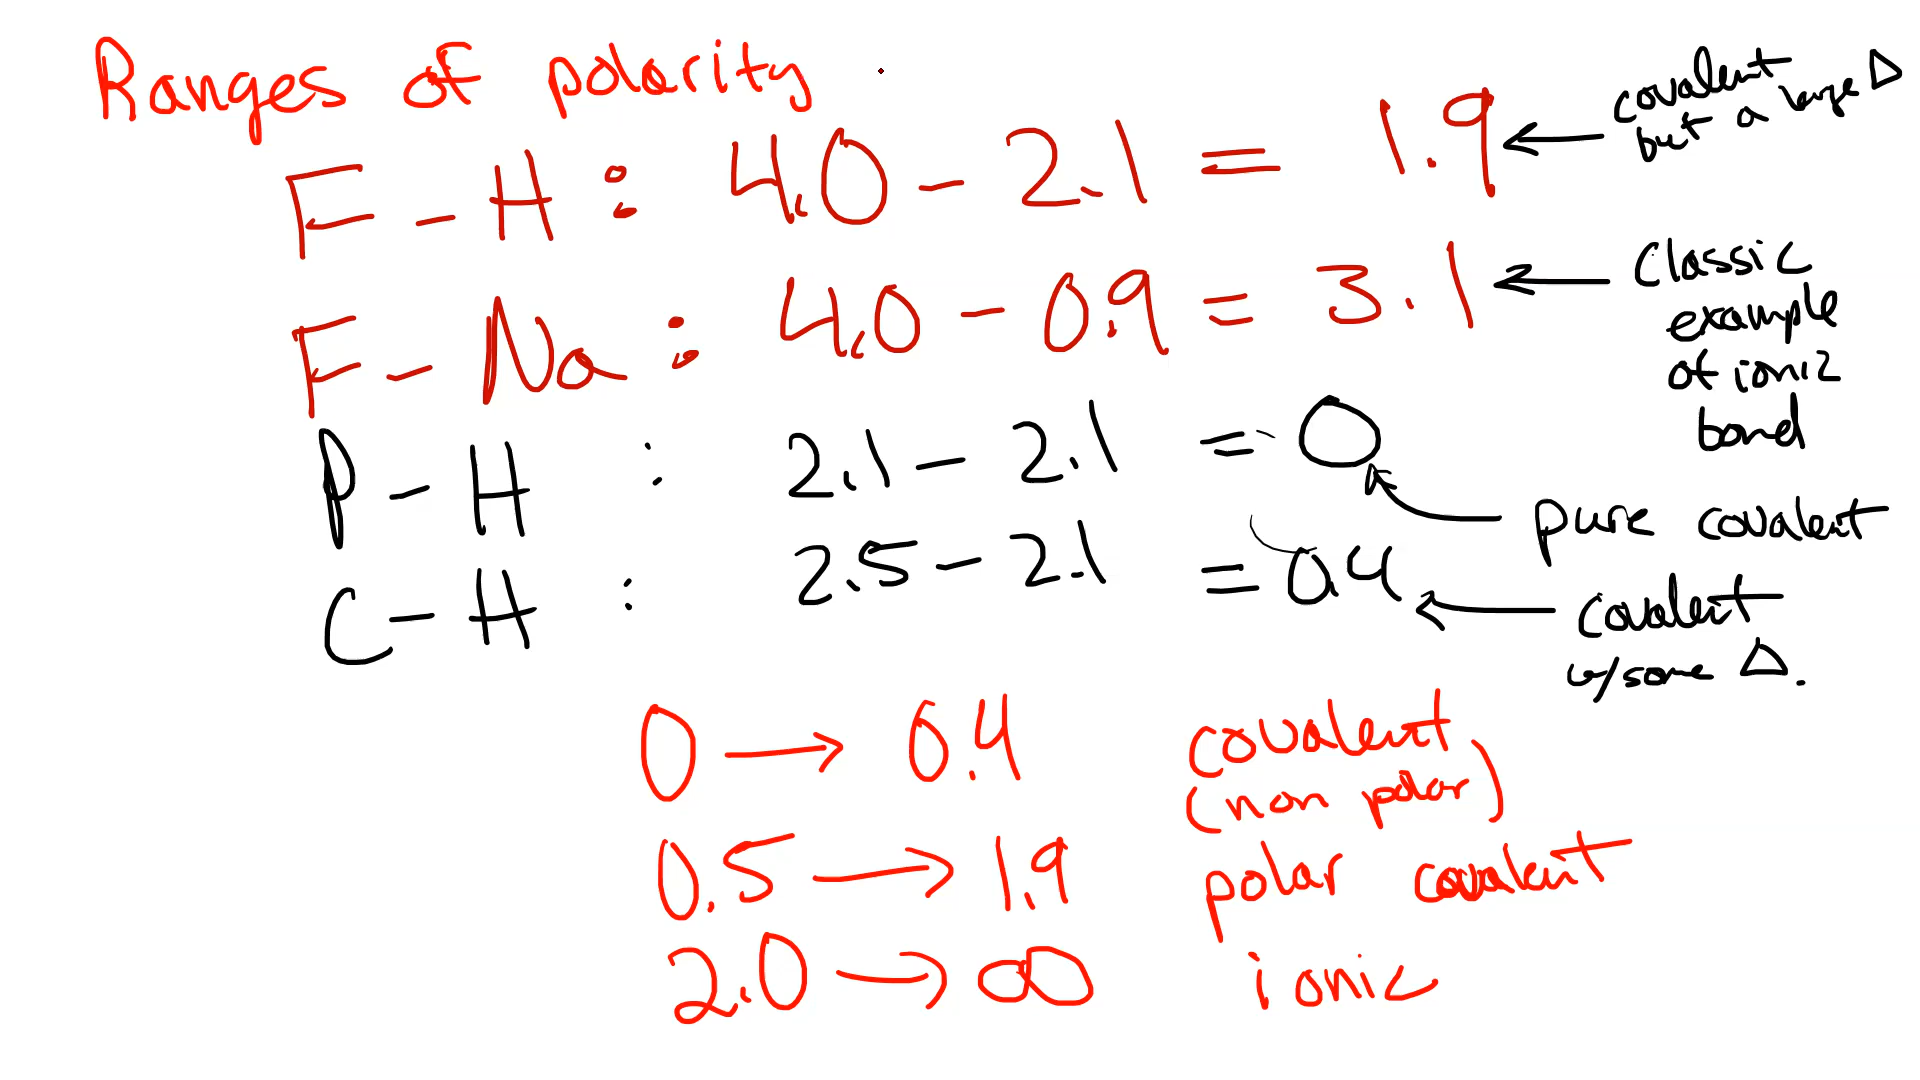 Ranges of polarity
F - H : 4.0 - 2.1 = 1.9 ← covalent but a large Δ
F - Na : 4.0 - 0.9 = 3.1 ← Classic example of ionic bond
P - H : 2.1 - 2.1 = 0 ← pure covalent
C - H : 2.5 - 2.1 = 0.4 ← covalent w/some Δ.
0 → 0.4 covalent (non polar)
0.5 → 1.9 polar covalent
2.0 → ∞ ionic